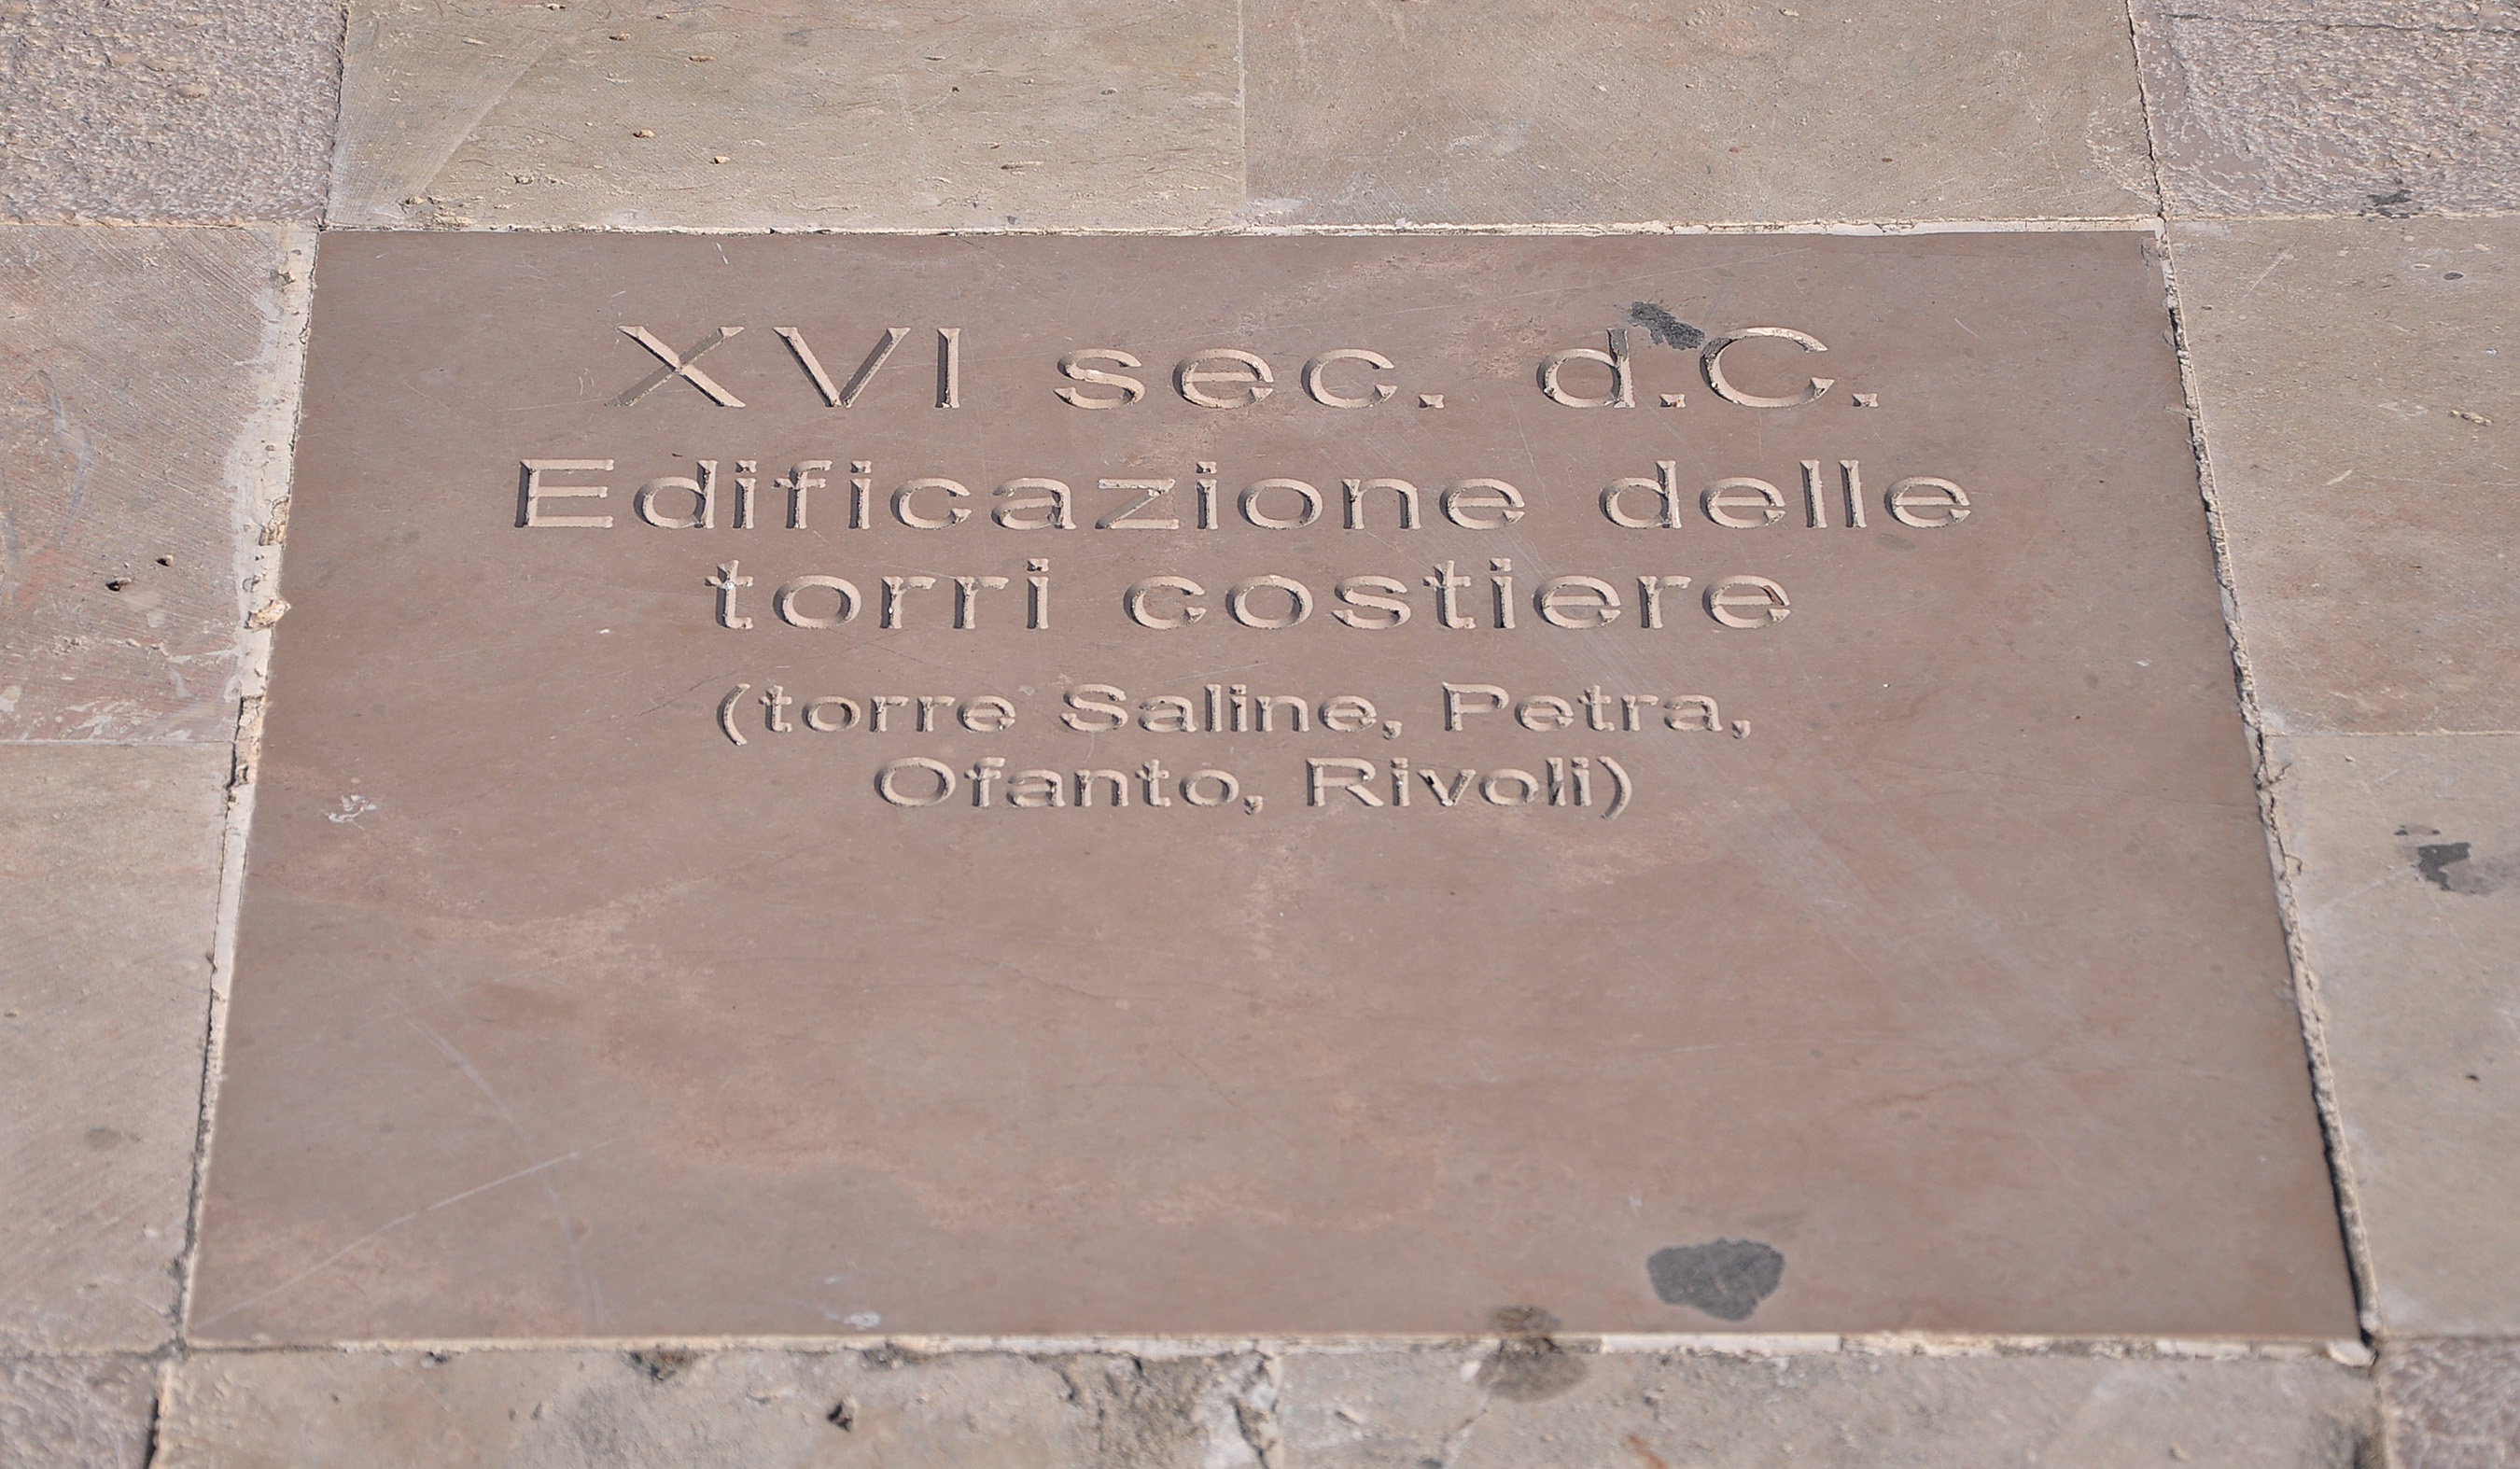 XVI sec. d.C.
Edificazione delle
torri costiere
(torre Saline, Petra,
Ofanto, Rivoli)